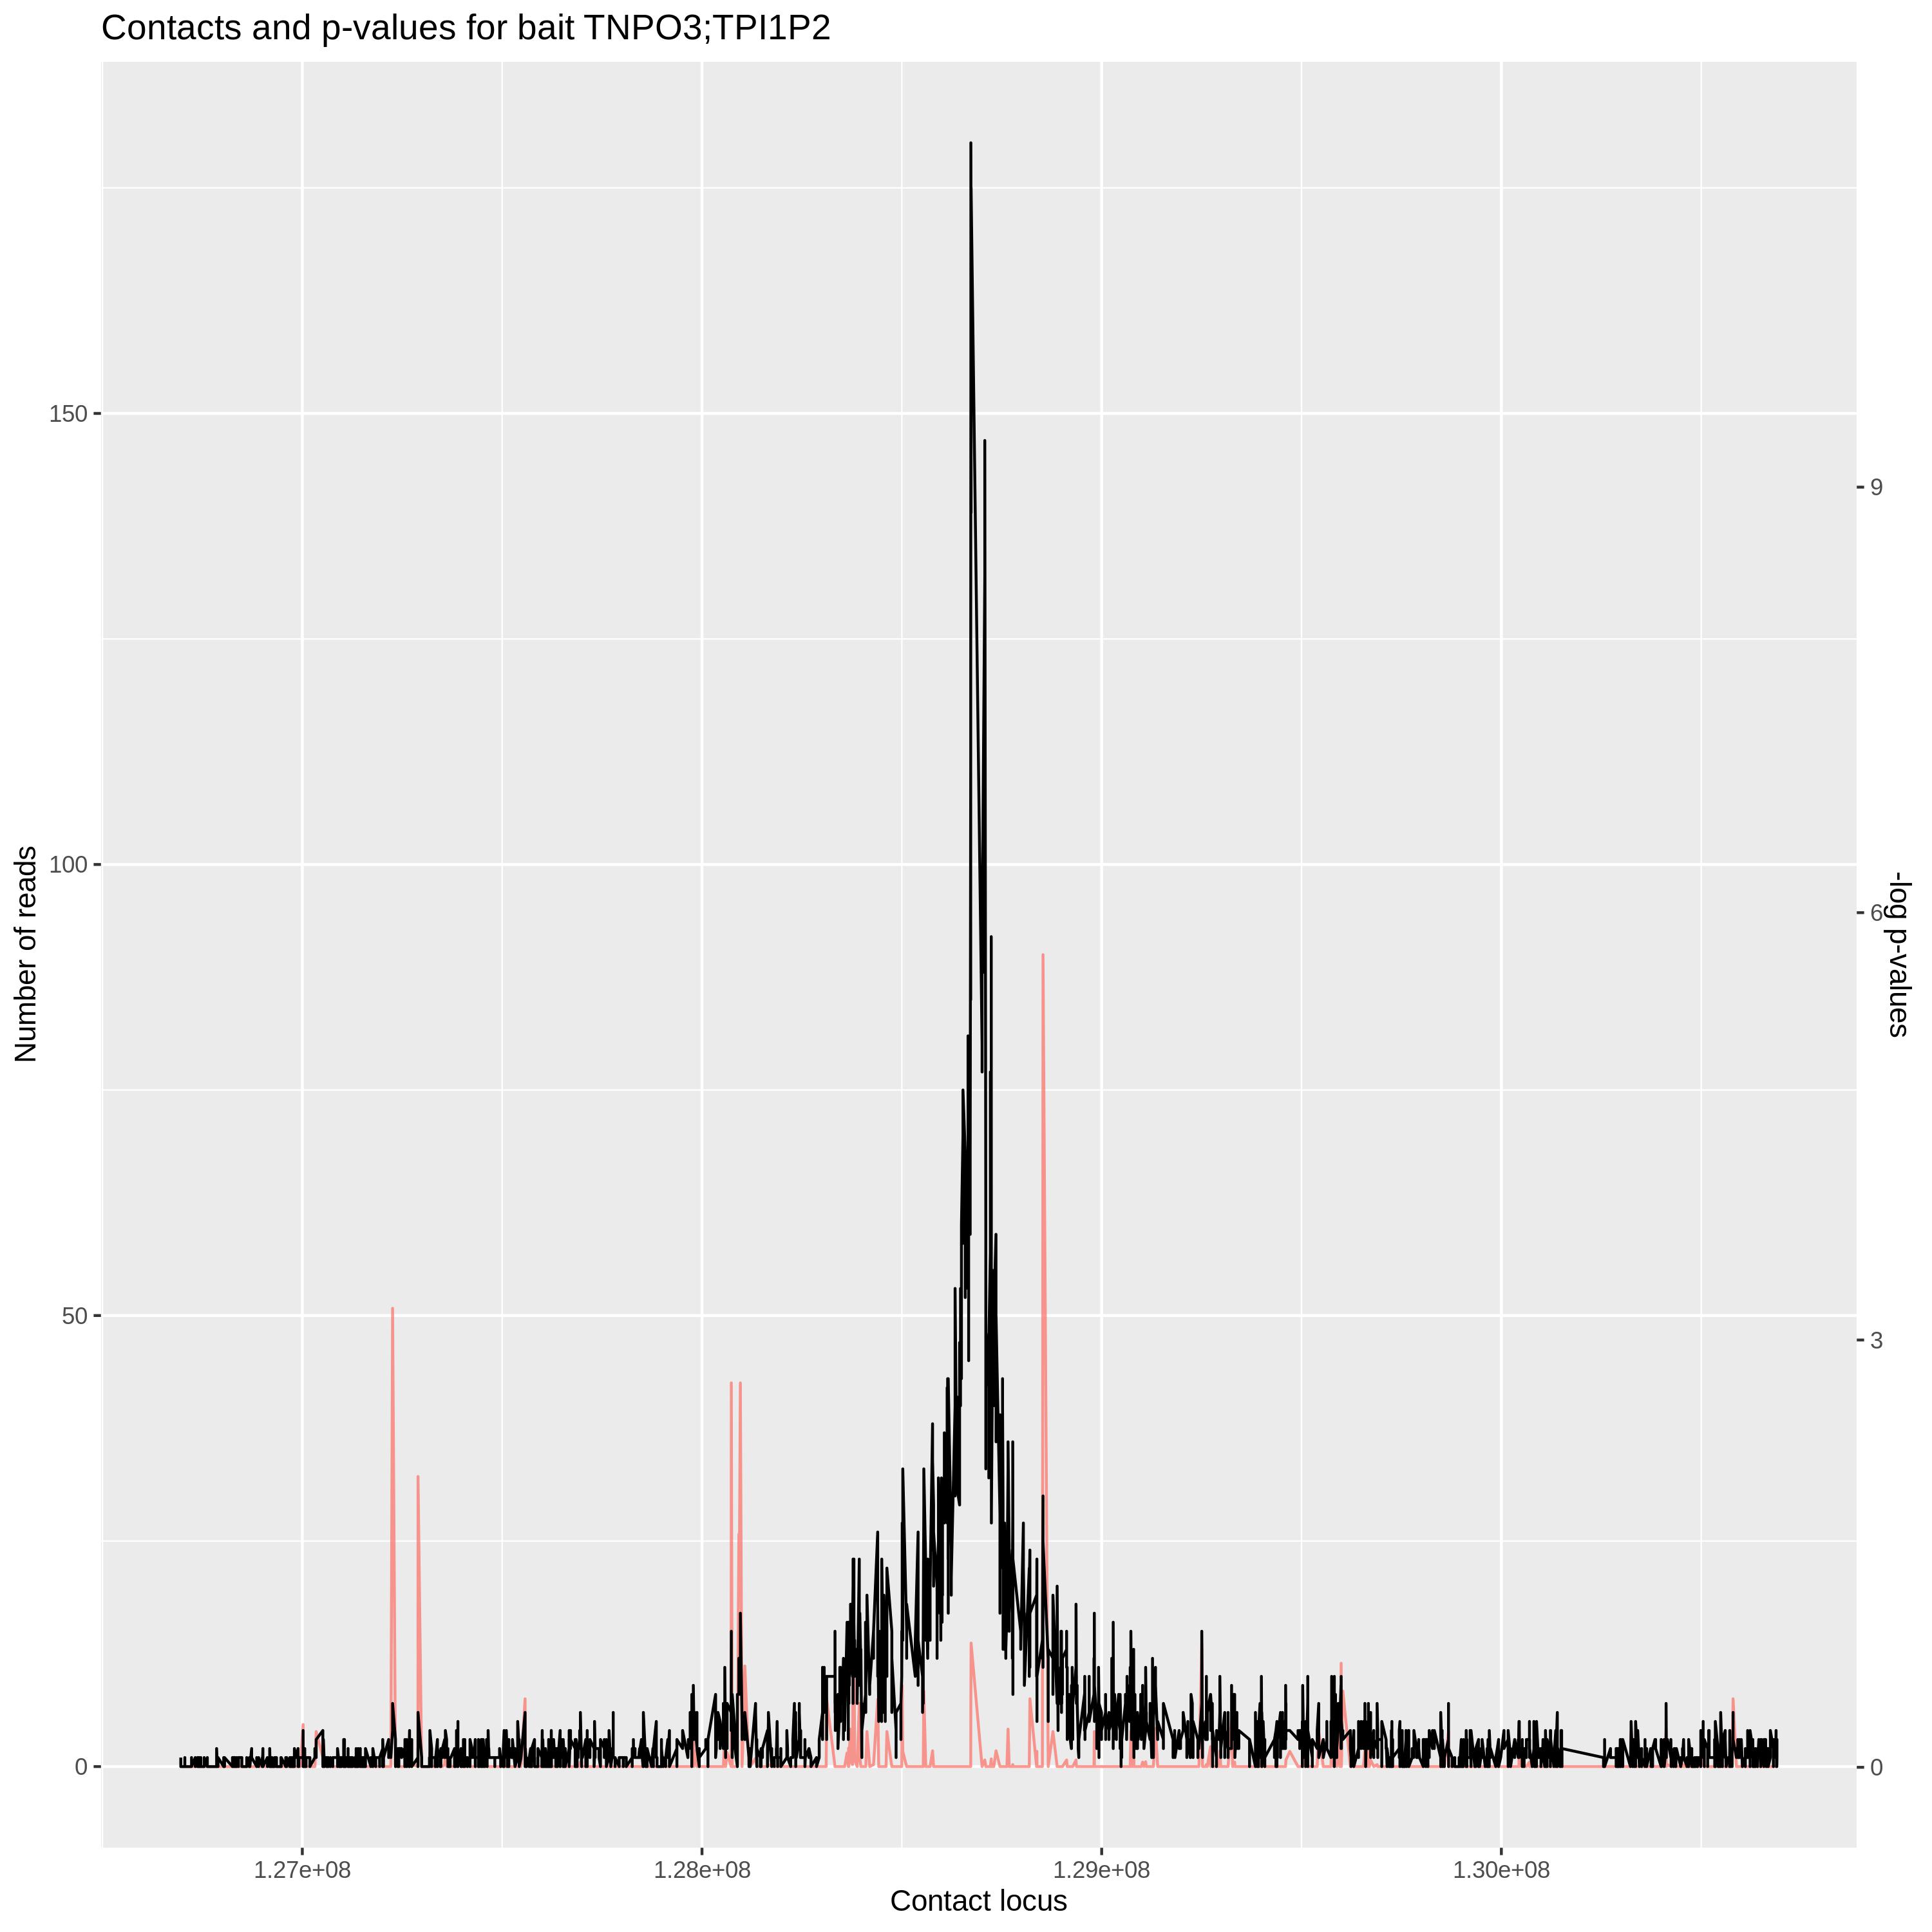 Contacts and p-values for bait TNPO3;TPI1P2
150
100
50
0
Number of reads
9
6
3
0
-log p-values
1.27e+08
1.28e+08
1.29e+08
1.30e+08
Contact locus